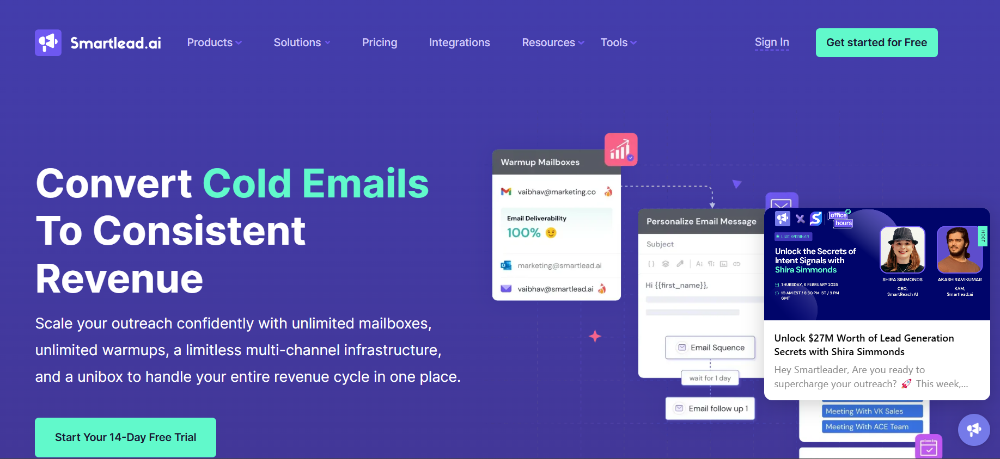 Smartlead.ai
Products
Solutions
Pricing
Integrations
Resources
Tools
Sign In
Get started for Free
Convert Cold Emails
To Consistent
Revenue
Scale your outreach confidently with unlimited mailboxes,
unlimited warmups, a limitless multi-channel infrastructure,
and a unibox to handle your entire revenue cycle in one place.
Start Your 14-Day Free Trial
Warmup Mailboxes
vaibhav@marketing.co
Email Deliverability
100%
marketing@smartlead.ai
vaibhav@smartlead.ai
Personalize Email Message
Subject
Hi {{first_name}},
Email Squence
wait for 1 day
Email follow up 1
office
hours
LIVE WEBINAR
Unlock the Secrets of
Intent Signals with
Shira Simmonds
THURSDAY, 6 FEBRUARY 2025
10 AM EST / 8:30 PM IST / 3 PM
GMT
HOST
SHIRA SIMMONDS
CEO,
SmartReach AI
AKASH RAVIKUMAR
KAM,
Smartlead.ai
Unlock $27M Worth of Lead Generation
Secrets with Shira Simmonds
Hey Smartleader, Are you ready to
supercharge your outreach? 🚀 This week,...
Meeting With VK Sales
Meeting With ACE Team